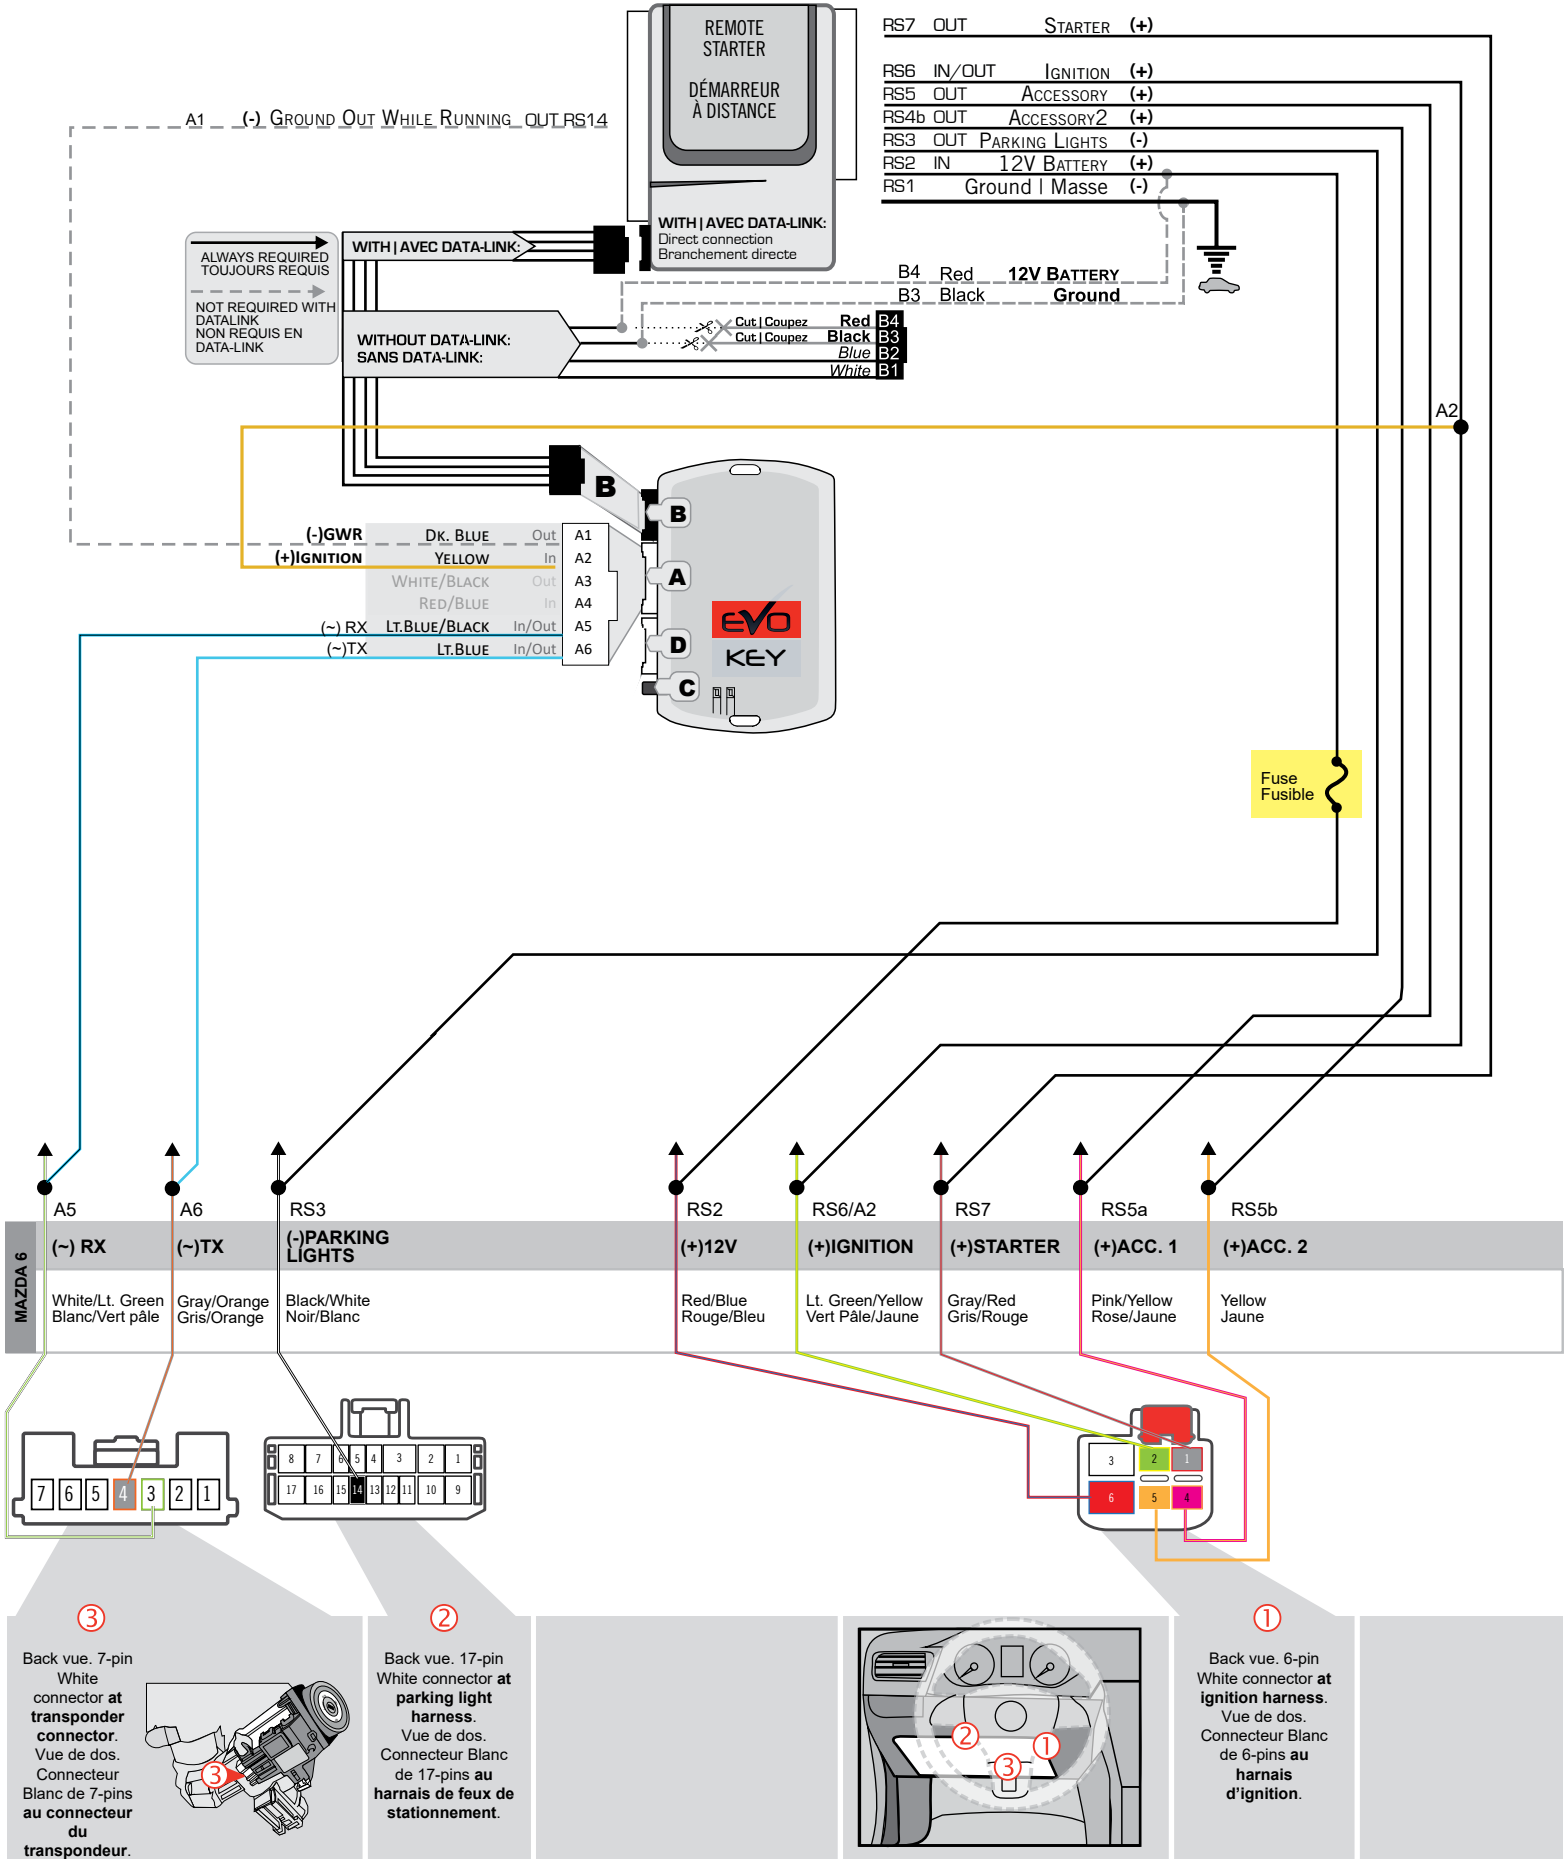 REMOTE
STARTER
DÉMARREUR
À DISTANCE
WITH | AVEC DATA-LINK:
Direct connection
Branchement directe
RS7 OUT STARTER (+)
RS6 IN/OUT IGNITION (+)
RS5 OUT ACCESSORY (+)
RS4b OUT ACCESSORY2 (+)
RS3 OUT PARKING LIGHTS (-)
RS2 IN 12V BATTERY (+)
RS1 Ground | Masse (-)
A1 (-) GROUND OUT WHILE RUNNING OUT RS14
ALWAYS REQUIRED
TOUJOURS REQUIS
NOT REQUIRED WITH
DATALINK
NON REQUIS EN
DATA-LINK
WITH | AVEC DATA-LINK:
B4 Red 12V BATTERY
B3 Black Ground
WITHOUT DATA-LINK:
SANS DATA-LINK:
Cut | Coupez Red B4
Cut | Coupez Black B3
Blue B2
White B1
A2
B
B
A
D
C
EVO
KEY
(-)GWR DK. BLUE Out A1
(+)IGNITION YELLOW In A2
WHITE/BLACK Out A3
RED/BLUE In A4
(~) RX LT.BLUE/BLACK In/Out A5
(~)TX LT.BLUE In/Out A6
Fuse
Fusible
A5 A6 RS3 RS2 RS6/A2 RS7 RS5a RS5b
MAZDA 6
(~) RX (~)TX (-)PARKING
LIGHTS
(+)12V (+)IGNITION (+)STARTER (+)ACC. 1 (+)ACC. 2
White/Lt. Green
Blanc/Vert pâle
Gray/Orange
Gris/Orange
Black/White
Noir/Blanc
Red/Blue
Rouge/Bleu
Lt. Green/Yellow
Vert Pâle/Jaune
Gray/Red
Gris/Rouge
Pink/Yellow
Rose/Jaune
Yellow
Jaune
7 6 5 4 3 2 1
8 7 6 5 4 3 2 1
17 16 15 14 13 12 11 10 9
3 2 1
6 5 4
3
Back vue. 7-pin
White
connector at
transponder
connector.
Vue de dos.
Connecteur
Blanc de 7-pins
au connecteur
du
transpondeur.
3
2
Back vue. 17-pin
White connector at
parking light
harness.
Vue de dos.
Connecteur Blanc
de 17-pins au
harnais de feux de
stationnement.
2
1
3
1
Back vue. 6-pin
White connector at
ignition harness.
Vue de dos.
Connecteur Blanc
de 6-pins au
harnais
d'ignition.